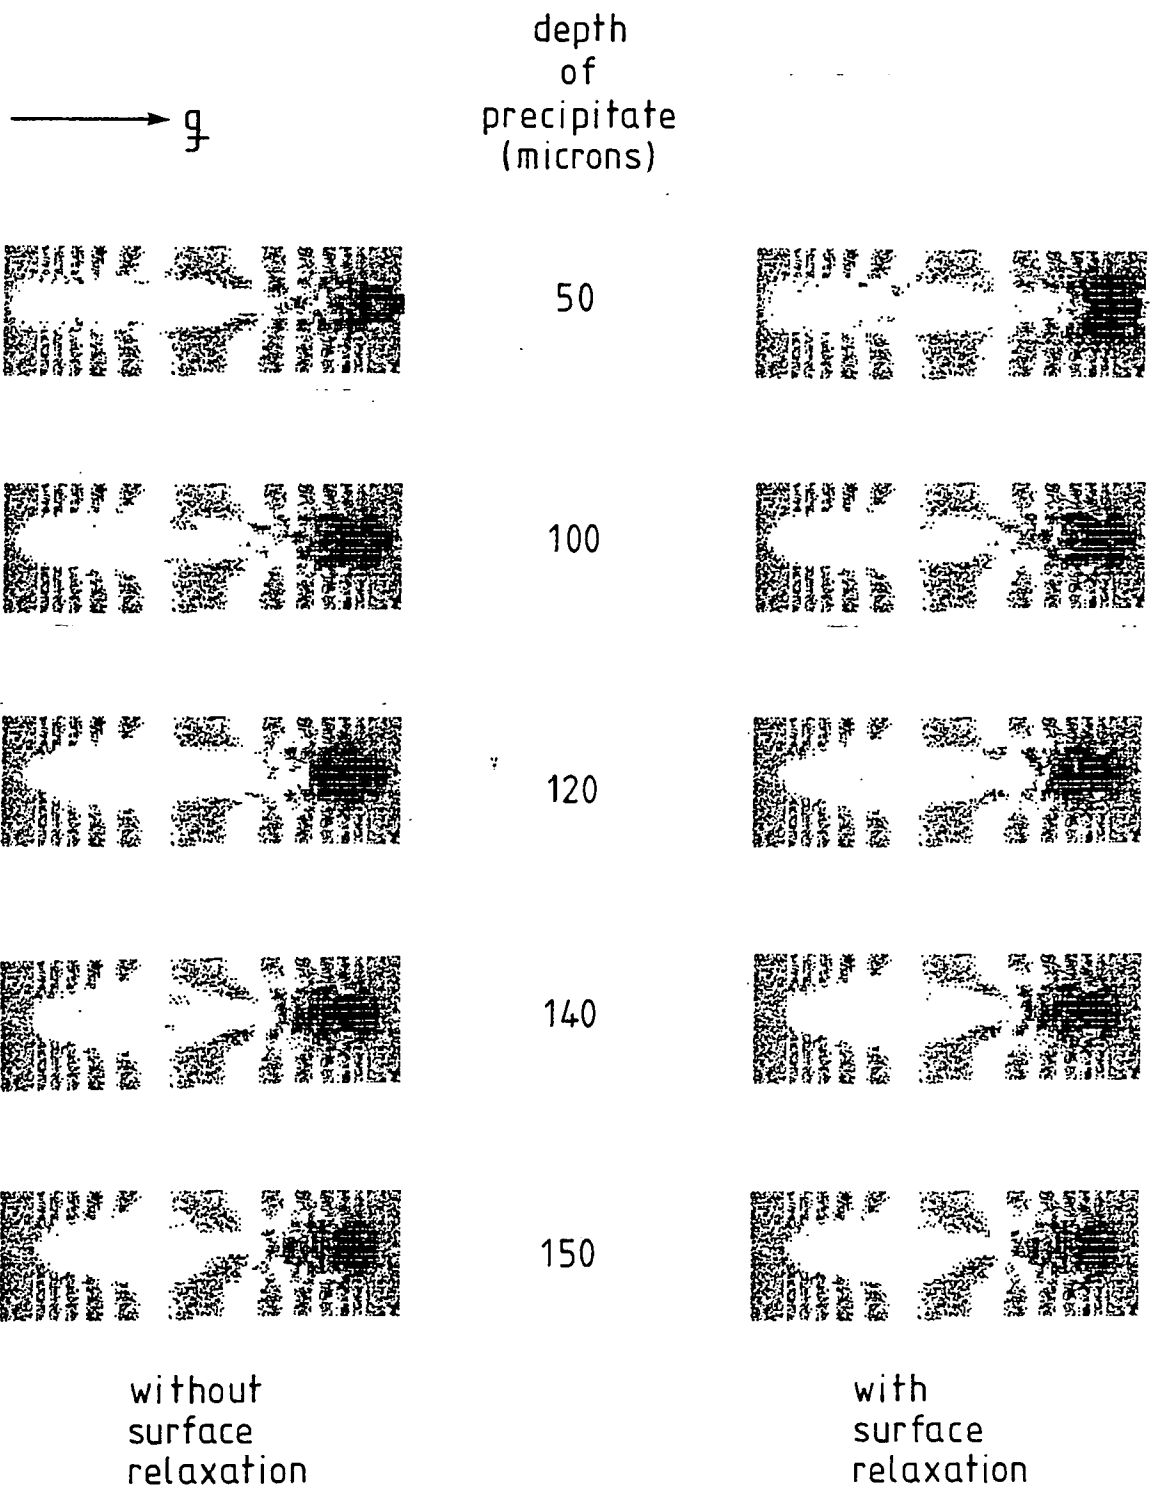 depth
of
precipitate
(microns)
g
50
100
120
140
150
without
surface
relaxation
with
surface
relaxation